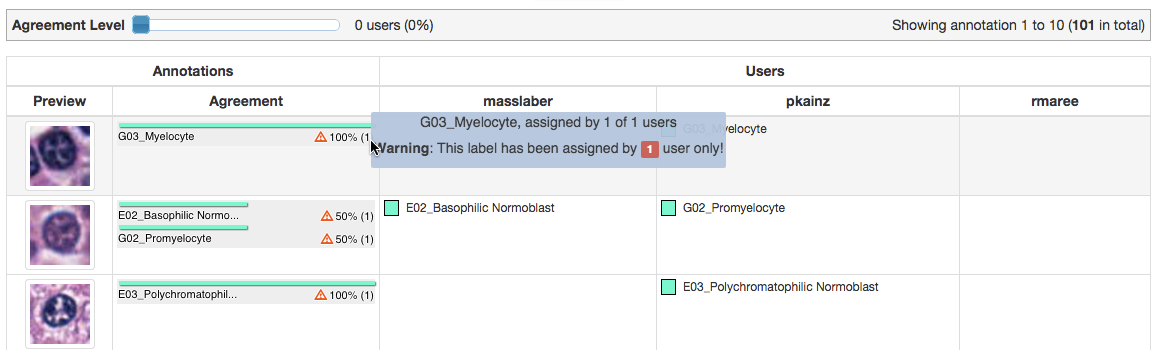 Agreement Level 0 users (0%) Showing annotation 1 to 10 (101 in total)
Annotations Users
Preview Agreement masslaber pkainz rmaree
G03_Myelocyte, assigned by 1 of 1 users
G03_Myelocyte 100% (1 G03_Myelocyte
Warning: This label has been assigned by 1 user only!
E02_Basophilic Normo... 50% (1) E02_Basophilic Normoblast G02_Promyelocyte
G02_Promyelocyte 50% (1)
E03_Polychromatophil... 100% (1) E03_Polychromatophilic Normoblast